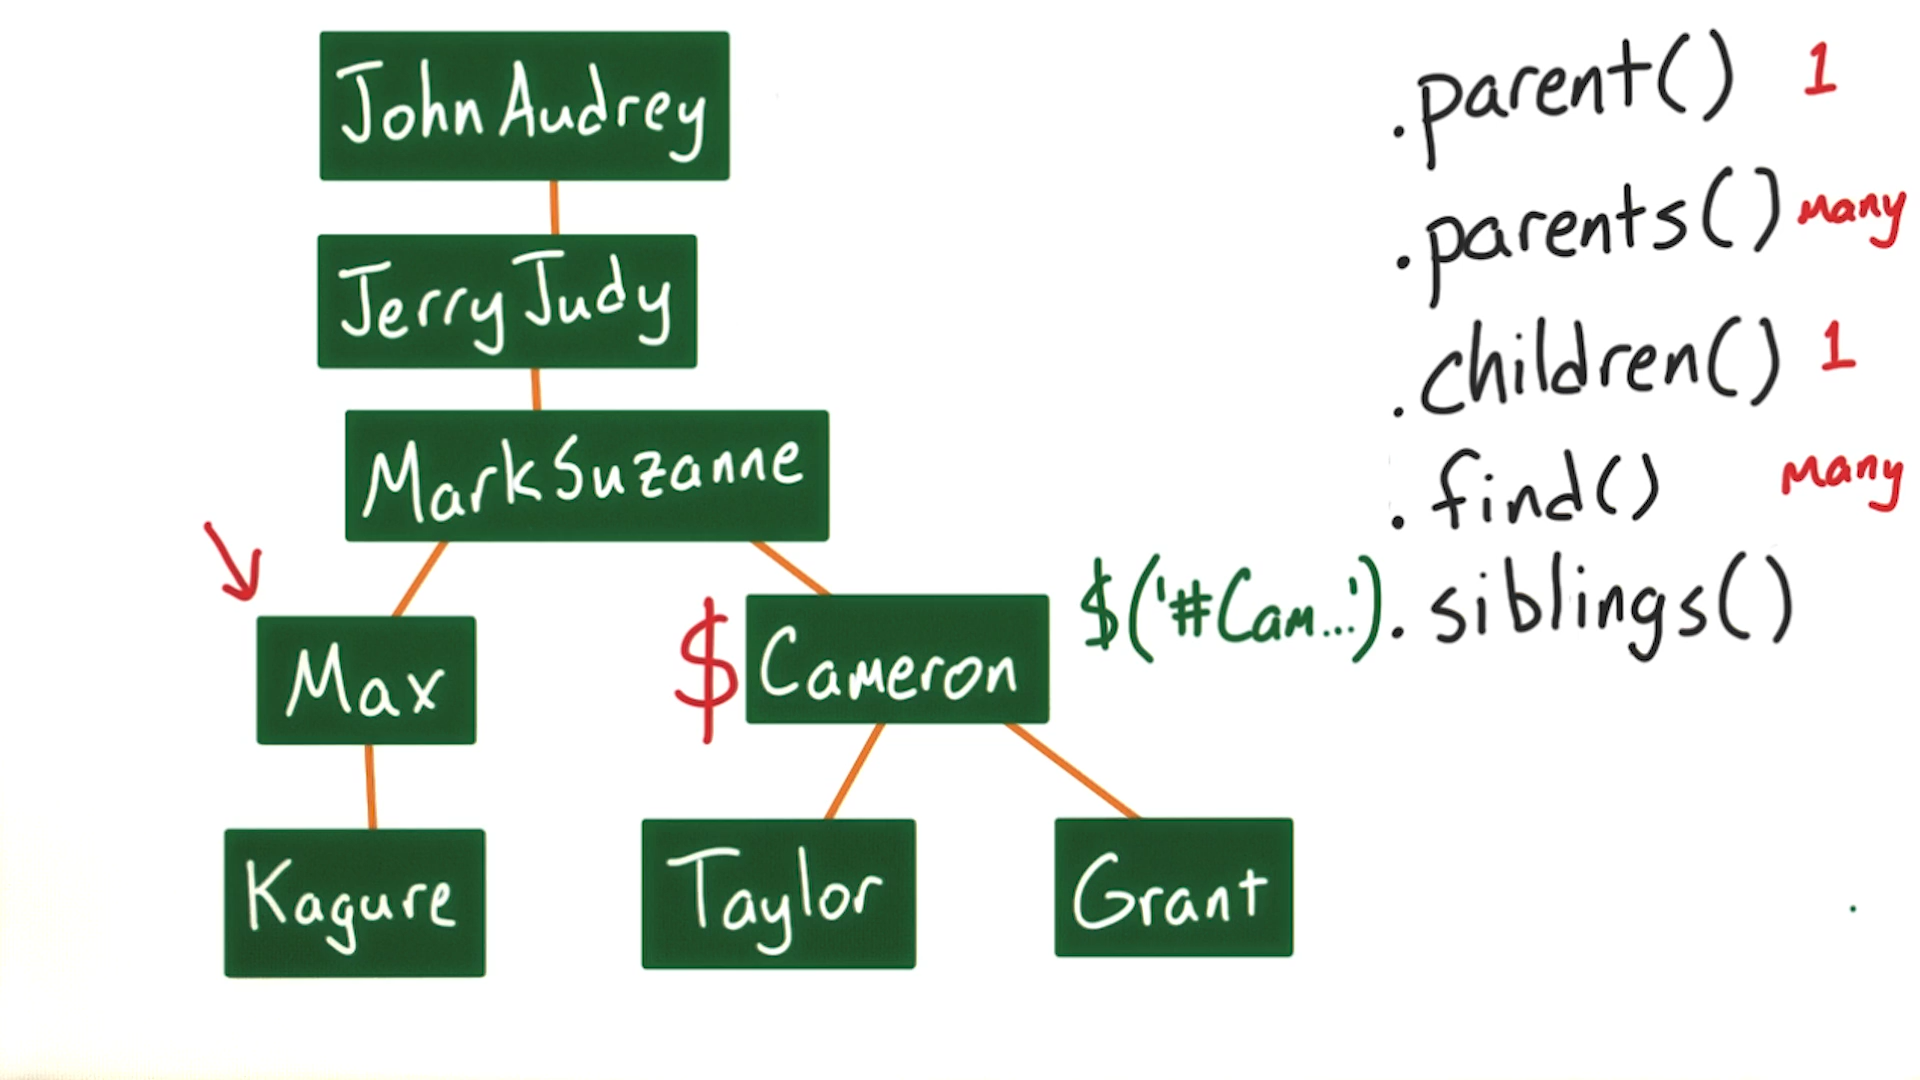 John Audrey
Jerry Judy
Mark Suzanne
Max
$ Cameron
Kagure
Taylor
Grant
.parent() 1
.parents() many
.children() 1
.find() many
$('#Cam...').siblings()